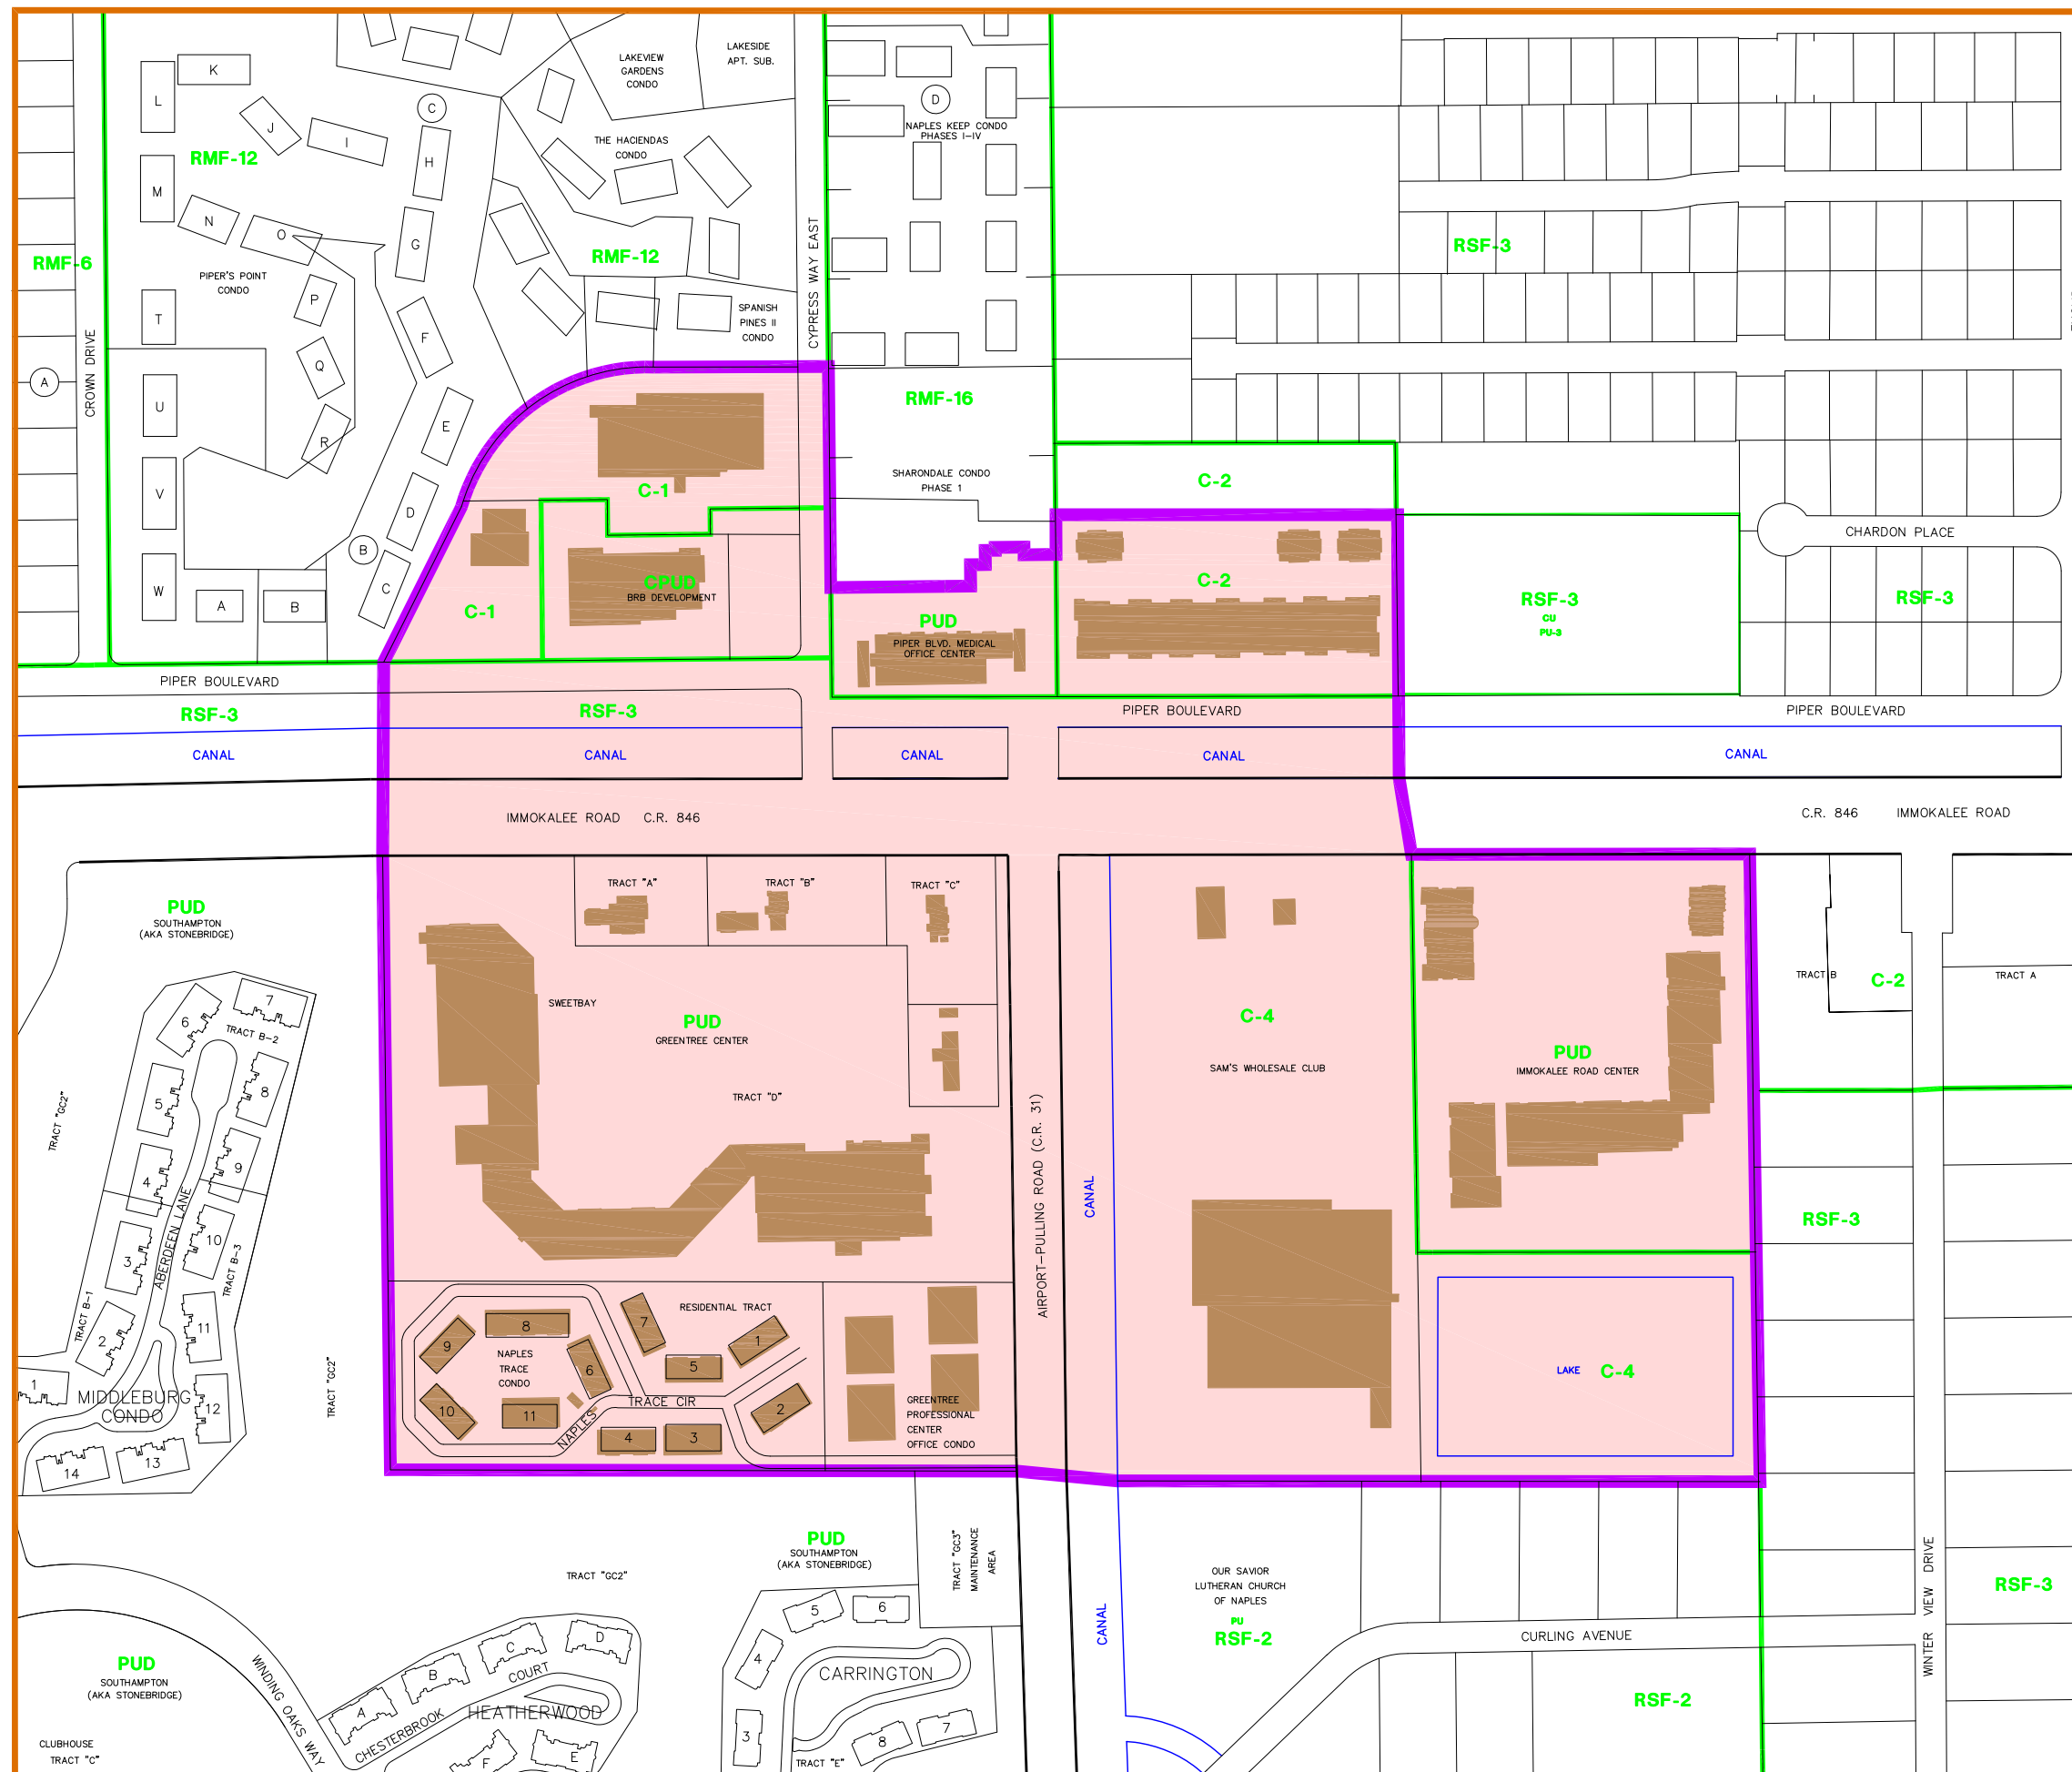 LAKESIDE
APT. SUB.
LAKEVIEW
GARDENS
CONDO
K
L
J
I
C
H
D
NAPLES KEEP CONDO
PHASES I-IV
THE HACIENDAS
CONDO
RMF-12
M
N
O
G
RMF-12
RSF-3
RMF-6
PIPER'S POINT
CONDO
P
T
F
SPANISH
PINES II
CONDO
CYPRESS WAY EAST
CROWN DRIVE
A
Q
U
R
E
RMF-16
V
D
C-1
SHARONDALE CONDO
PHASE 1
C-2
B
W
A
B
C
C-1
CPUD
BRB DEVELOPMENT
PUD
PIPER BLVD. MEDICAL
OFFICE CENTER
C-2
CHARDON PLACE
RSF-3
CU
PU-3
RSF-3
PIPER BOULEVARD
PIPER BOULEVARD
PIPER BOULEVARD
RSF-3
RSF-3
CANAL
CANAL
CANAL
CANAL
CANAL
IMMOKALEE ROAD C.R. 846
C.R. 846 IMMOKALEE ROAD
TRACT "A"
TRACT "B"
TRACT "C"
PUD
SOUTHAMPTON
(AKA STONEBRIDGE)
SWEETBAY
PUD
GREENTREE CENTER
TRACT "D"
C-4
SAM'S WHOLESALE CLUB
PUD
IMMOKALEE ROAD CENTER
TRACT B
C-2
TRACT A
7
6
TRACT B-2
5
8
4
9
TRACT "GC2"
ABERDEEN LANE
3
10
TRACT B-3
TRACT B-1
2
11
1
MIDDLEBURG
CONDO
12
13
14
TRACT "GC2"
AIRPORT-PULLING ROAD (C.R. 31)
CANAL
RSF-3
RESIDENTIAL TRACT
8
7
1
9
NAPLES
TRACE
CONDO
6
5
10
11
NAPLES
TRACE CIR
2
4
3
GREENTREE
PROFESSIONAL
CENTER
OFFICE CONDO
LAKE
C-4
PUD
SOUTHAMPTON
(AKA STONEBRIDGE)
TRACT "GC3"
MAINTENANCE
AREA
TRACT "GC2"
OUR SAVIOR
LUTHERAN CHURCH
OF NAPLES
PU
RSF-2
CANAL
CURLING AVENUE
WINTER VIEW DRIVE
RSF-3
RSF-2
PUD
SOUTHAMPTON
(AKA STONEBRIDGE)
WINDING OAKS WAY
CLUBHOUSE
TRACT "C"
A
B
C
D
COURT
CHESTERBROOK
HEATHERWOOD
F
E
5
6
4
CARRINGTON
3
8
7
TRACT "E"